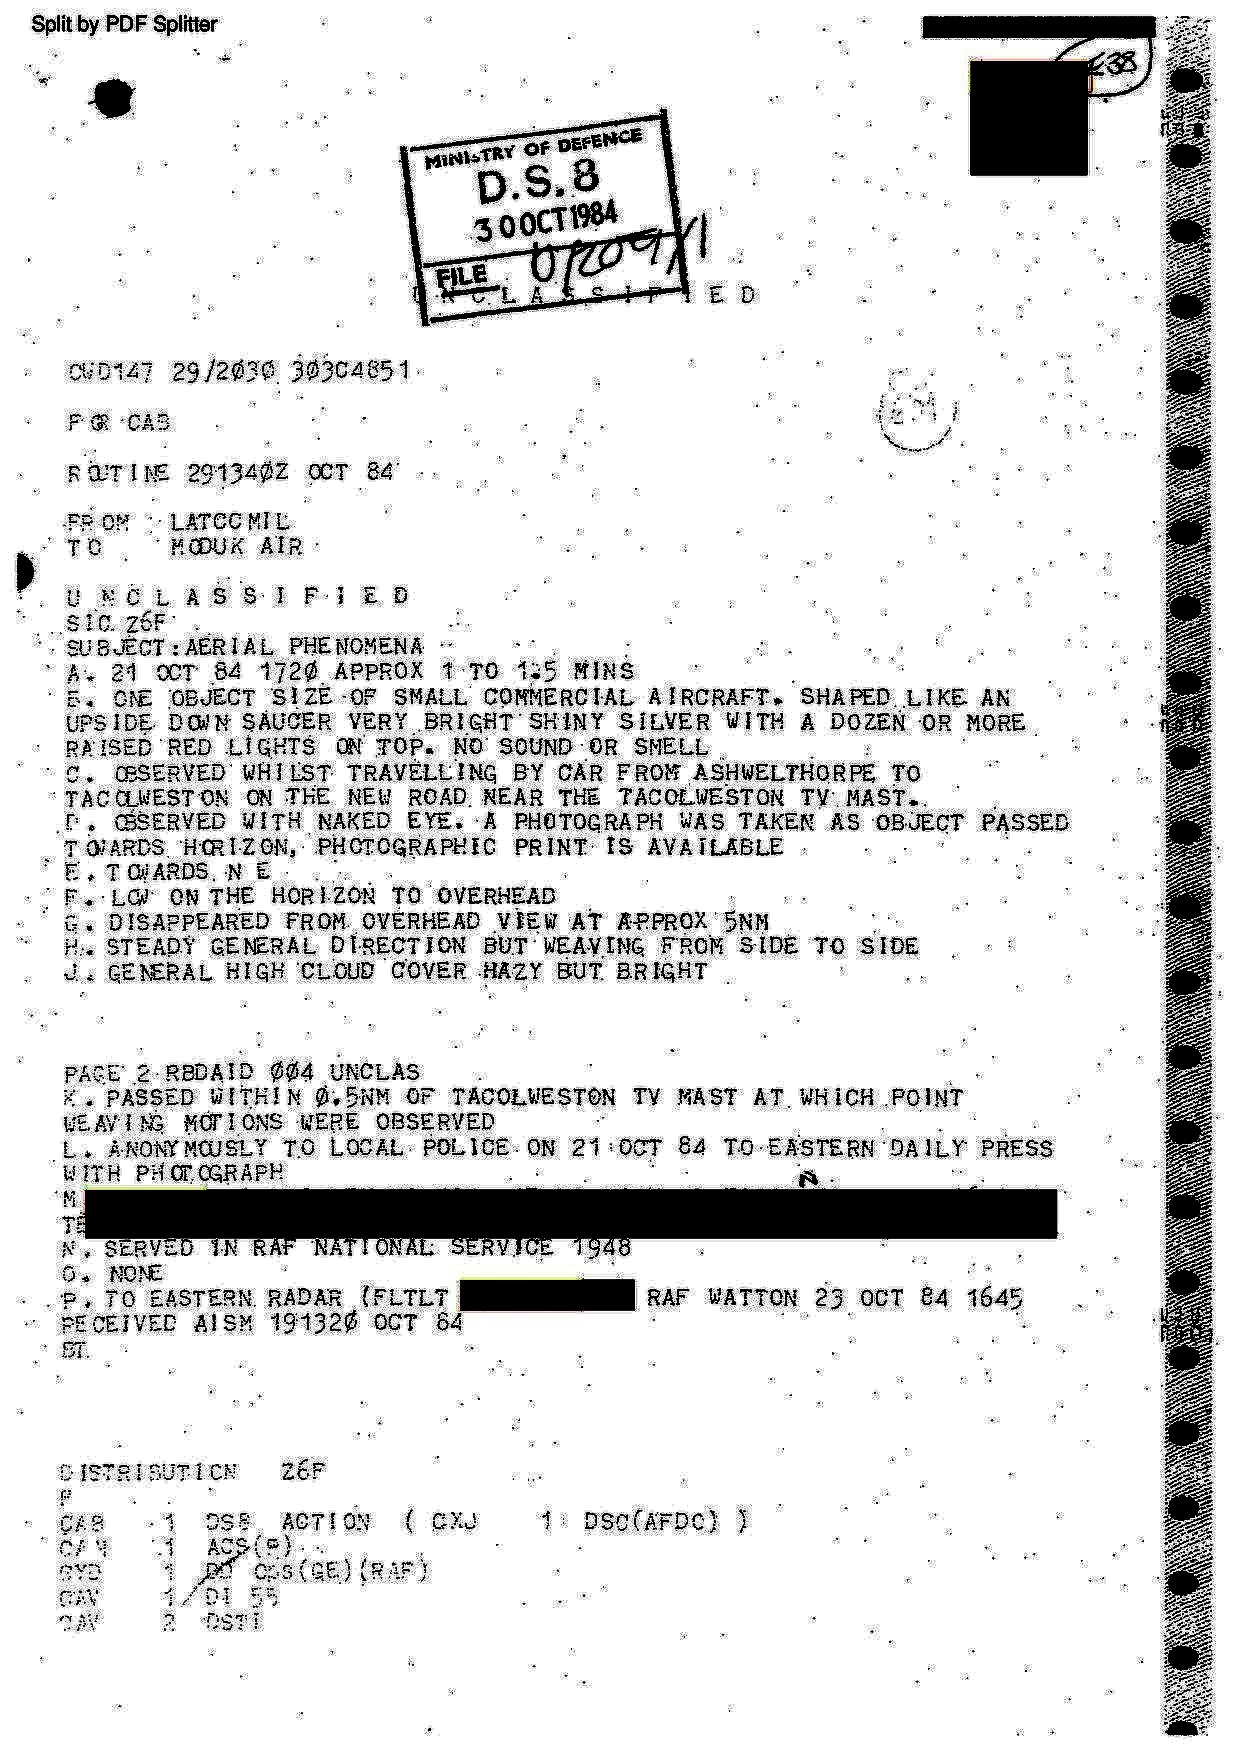 Split by PDF Splitter
E38
MINISTRY OF DEFENCE
D.S.8
30 OCT 1984
FILE
UNCLASSIFIED
CWD147 29/2030 303C4851
FOR CAB
ROUTINE 291340Z OCT 84
FROM LATCCMIL
TO MODUK AIR
U N C L A S S I F I E D
SIC Z6F
SUBJECT:AERIAL PHENOMENA
A. 21 OCT 84 1720 APPROX 1 TO 1.5 MINS
B. ONE OBJECT SIZE OF SMALL COMMERCIAL AIRCRAFT. SHAPED LIKE AN
UPSIDE DOWN SAUCER VERY BRIGHT SHINY SILVER WITH A DOZEN OR MORE
RAISED RED LIGHTS ON TOP. NO SOUND OR SMELL
C. OBSERVED WHILST TRAVELLING BY CAR FROM ASHWELTHORPE TO
TACOLWESTON ON THE NEW ROAD NEAR THE TACOLWESTON TV MAST.
D. OBSERVED WITH NAKED EYE. A PHOTOGRAPH WAS TAKEN AS OBJECT PASSED
TOWARDS HORIZON, PHOTOGRAPHIC PRINT IS AVAILABLE
E. TOWARDS N E
F. LOW ON THE HORIZON TO OVERHEAD
G. DISAPPEARED FROM OVERHEAD VIEW AT APPROX 5NM
H. STEADY GENERAL DIRECTION BUT WEAVING FROM SIDE TO SIDE
J. GENERAL HIGH CLOUD COVER HAZY BUT BRIGHT
PAGE 2 RBDAID 004 UNCLAS
K. PASSED WITHIN 0.5NM OF TACOLWESTON TV MAST AT WHICH POINT
WEAVING MOTIONS WERE OBSERVED
L. ANONYMOUSLY TO LOCAL POLICE ON 21 OCT 84 TO EASTERN DAILY PRESS
WITH PHOTOGRAPH
M
TE
N. SERVED IN RAF NATIONAL SERVICE 1948
O. NONE
P. TO EASTERN RADAR (FLTLT RAF WATTON 23 OCT 84 1645
RECEIVED AISM 191320 OCT 84
BT
DISTRIBUTION Z6F
F
CAB 1 DS8 ACTION ( CXJ 1 DSC(AFDC) )
1 ACS(P)
CYD 1 DD GE)(RAF)
CAV 1 DI 55
CAV 2 DSTI